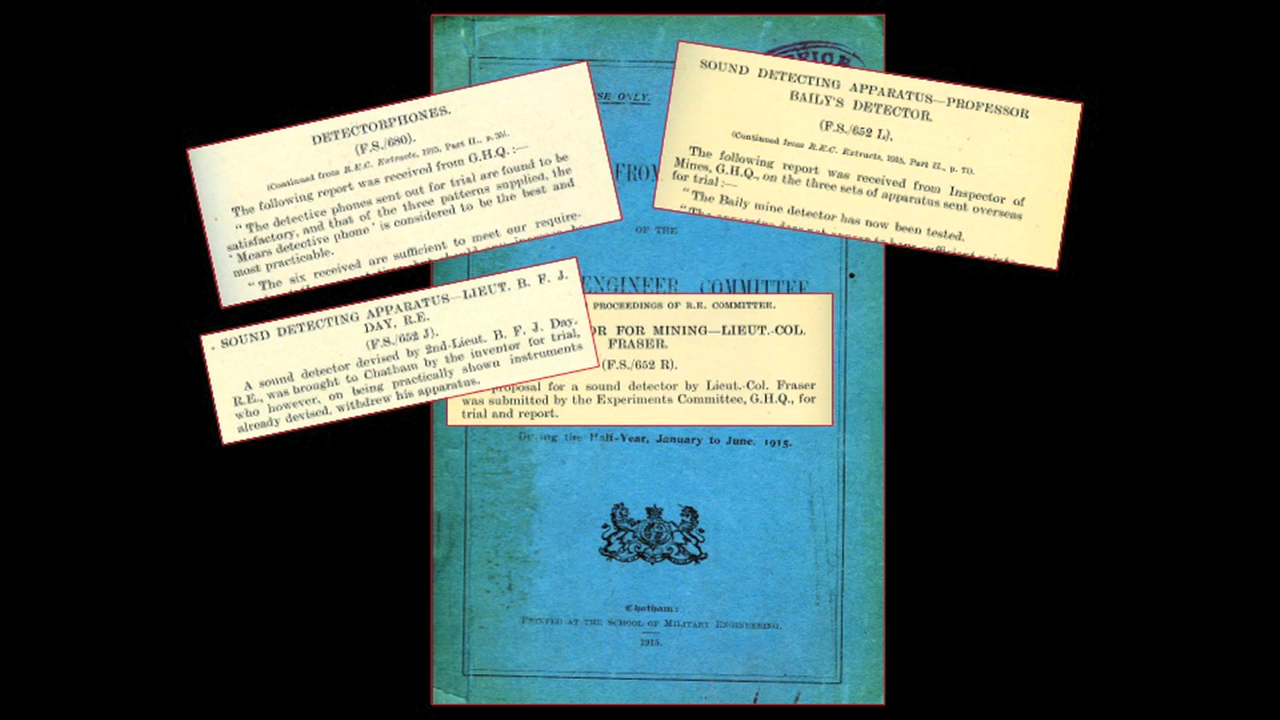 DETECTORPHONES.
(F.S./680).
(Continued from R.E.C. Extracts, 1915, Part II., p.
The following report was received from G.H.Q.:—
" The detective phones sent out for trial are found to be
satisfactory, and that of the three patterns supplied, the
' Mears detective phone ' is considered to be the best and
most practicable.
" The six received are sufficient to meet our require-
SOUND DETECTING APPARATUS—PROFESSOR
BAILY'S DETECTOR.
(F.S./652 L).
(Continued from R.E.C. Extracts, 1915, Part II., p. 71).
The following report was received from Inspector of
Mines, G.H.Q., on the three sets of apparatus sent overseas
for trial:—
" The Baily mine detector has now been tested.
SOUND DETECTING APPARATUS—LIEUT. B. F. J.
DAY, R.E.
(F.S./652 J).
A sound detector devised by 2nd-Lieut. B. F. J. Day,
R.E., was brought to Chatham by the inventor for trial,
who however, on being practically shown instruments
already devised, withdrew his apparatus.
PROCEEDINGS OF R.E. COMMITTEE.
OR FOR MINING—LIEUT.-COL.
FRASER.
(F.S./652 R).
proposal for a sound detector by Lieut.-Col. Fraser
was submitted by the Experiments Committee, G.H.Q., for
trial and report.
SE ONLY.
FROM
OF THE
ENGINEER COMMITTEE
During the Half-Year, January to June, 1915.
Chatham:
PRINTED AT THE SCHOOL OF MILITARY ENGINEERING.
1915.